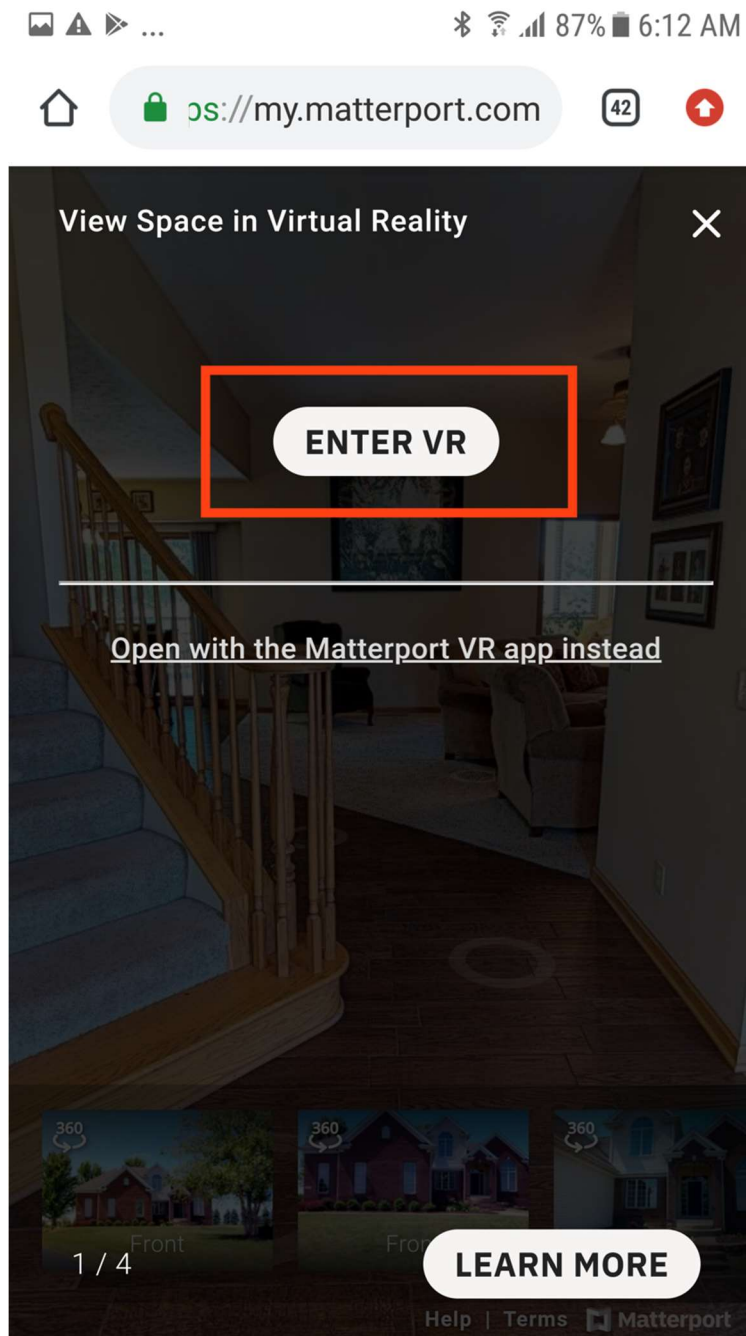 ... 87% 6:12 AM
ps://my.matterport.com 42
View Space in Virtual Reality
ENTER VR
Open with the Matterport VR app instead
360 360 360
Front Fron
1 / 4 LEARN MORE
Help | Terms Matterport